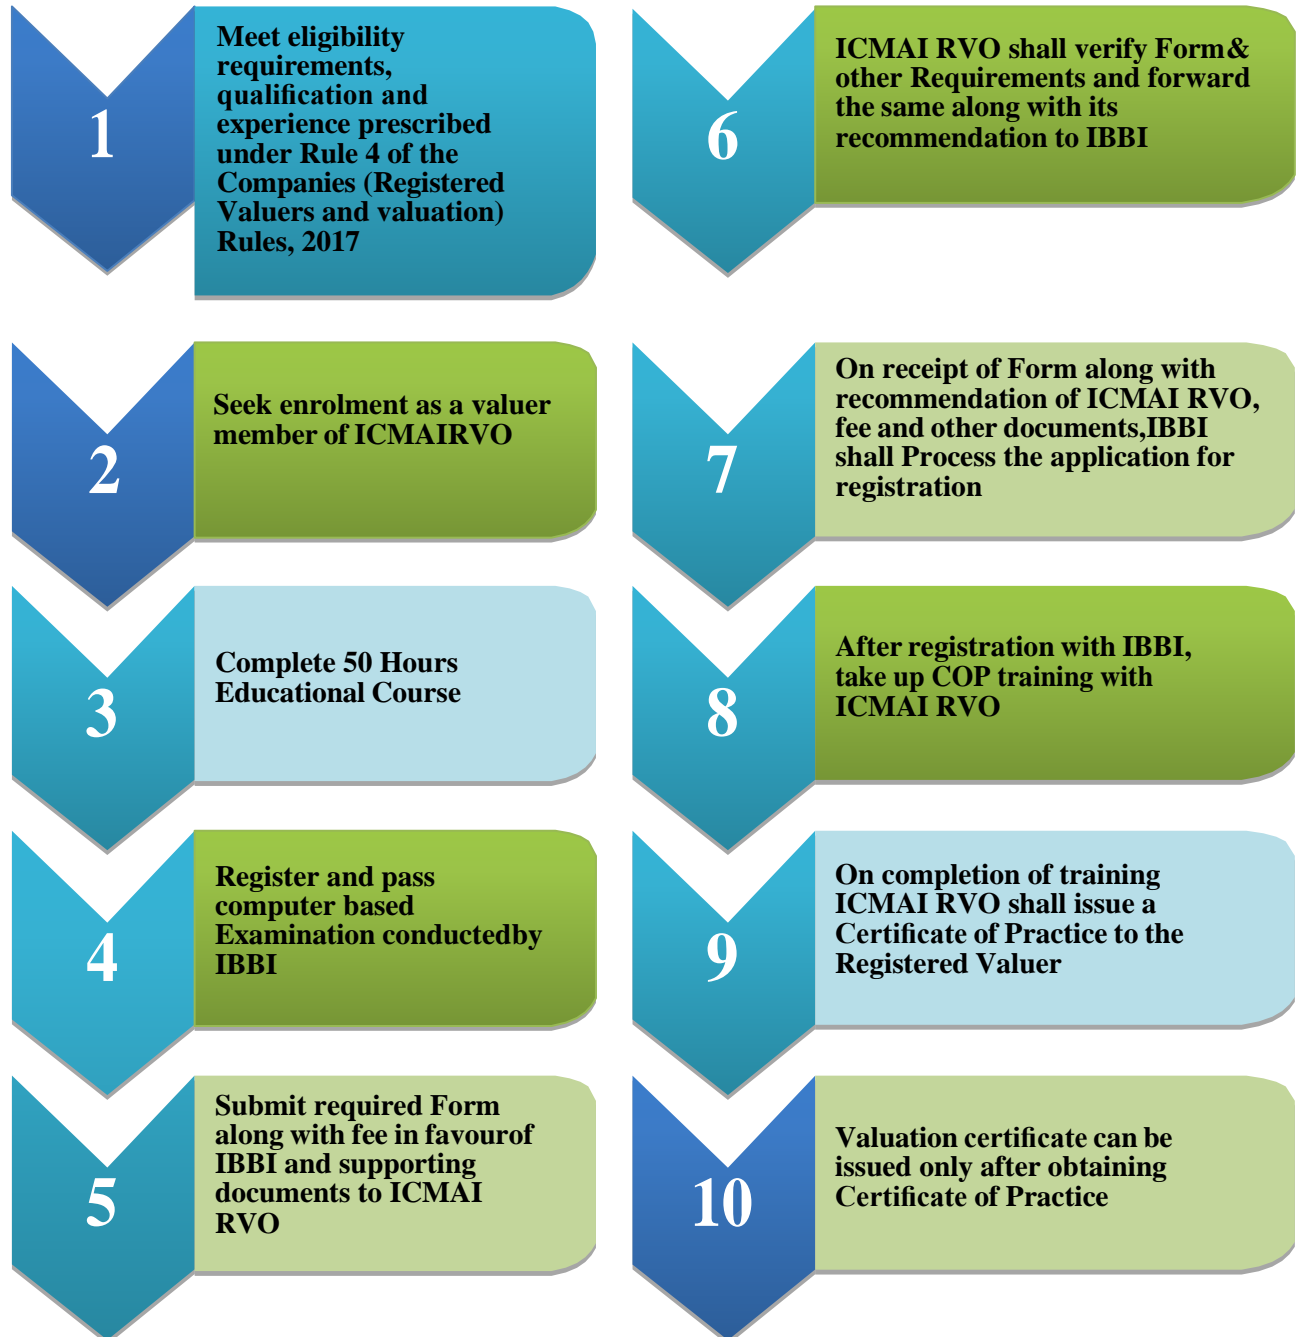 1
Meet eligibility
requirements,
qualification and
experience prescribed
under Rule 4 of the
Companies (Registered
Valuers and valuation)
Rules, 2017
2
Seek enrolment as a valuer
member of ICMAIRVO
3
Complete 50 Hours
Educational Course
4
Register and pass
computer based
Examination conductedby
IBBI
5
Submit required Form
along with fee in favourof
IBBI and supporting
documents to ICMAI
RVO
6
ICMAI RVO shall verify Form&
other Requirements and forward
the same along with its
recommendation to IBBI
7
On receipt of Form along with
recommendation of ICMAI RVO,
fee and other documents,IBBI
shall Process the application for
registration
8
After registration with IBBI,
take up COP training with
ICMAI RVO
9
On completion of training
ICMAI RVO shall issue a
Certificate of Practice to the
Registered Valuer
10
Valuation certificate can be
issued only after obtaining
Certificate of Practice